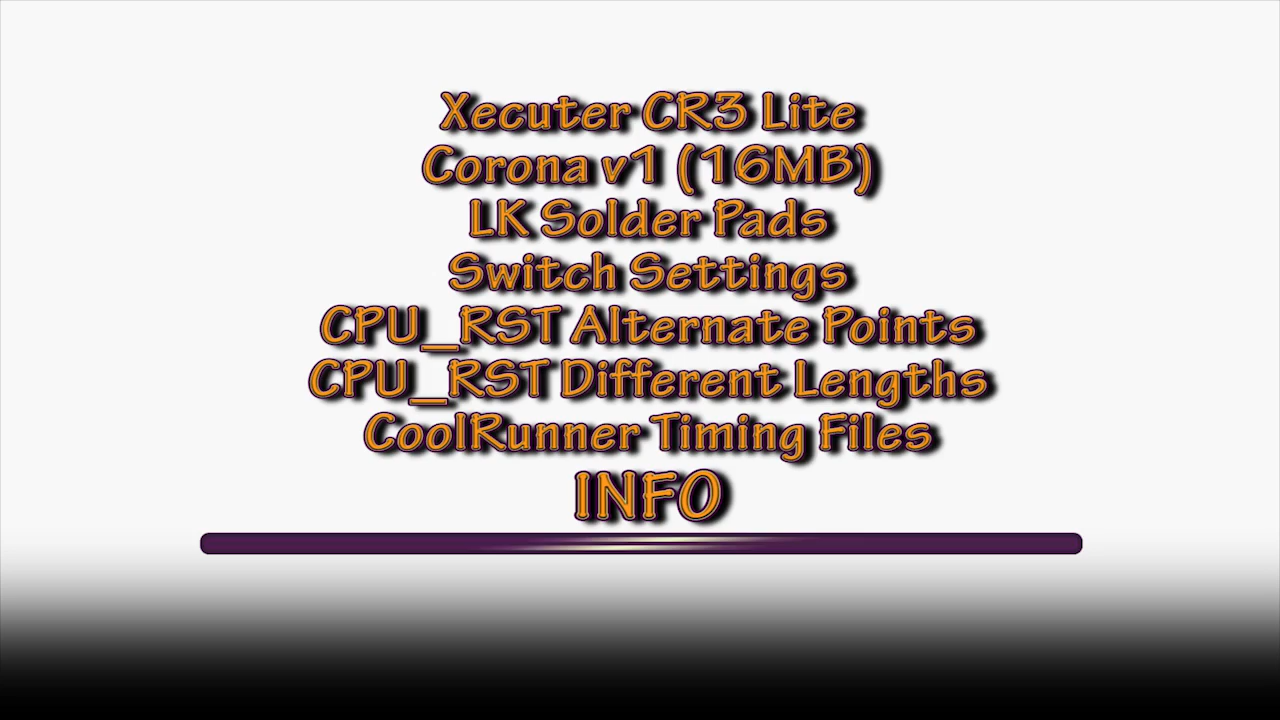 Xecuter CR3 Lite
Corona v1 (16MB)
LK Solder Pads
Switch Settings
CPU_RST Alternate Points
CPU_RST Different Lengths
CoolRunner Timing Files
INFO